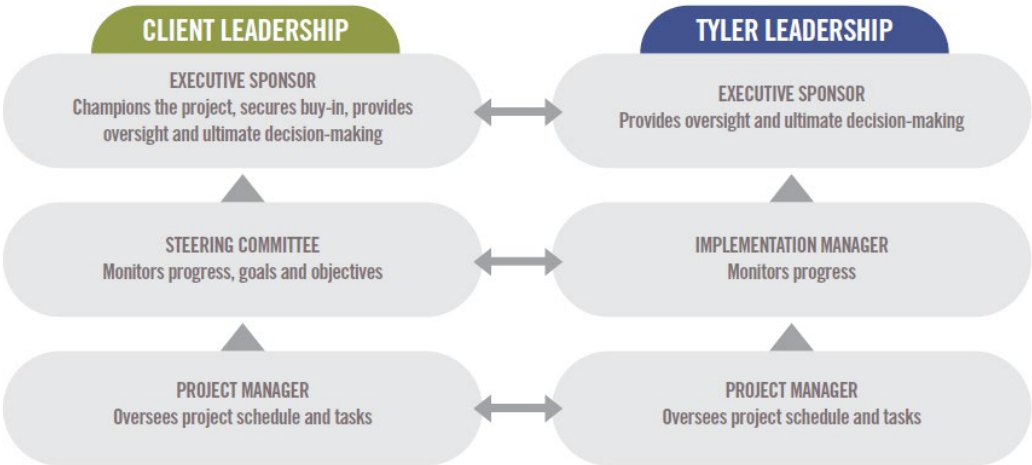 CLIENT LEADERSHIP
EXECUTIVE SPONSOR
Champions the project, secures buy-in, provides
oversight and ultimate decision-making
STEERING COMMITTEE
Monitors progress, goals and objectives
PROJECT MANAGER
Oversees project schedule and tasks
TYLER LEADERSHIP
EXECUTIVE SPONSOR
Provides oversight and ultimate decision-making
IMPLEMENTATION MANAGER
Monitors progress
PROJECT MANAGER
Oversees project schedule and tasks